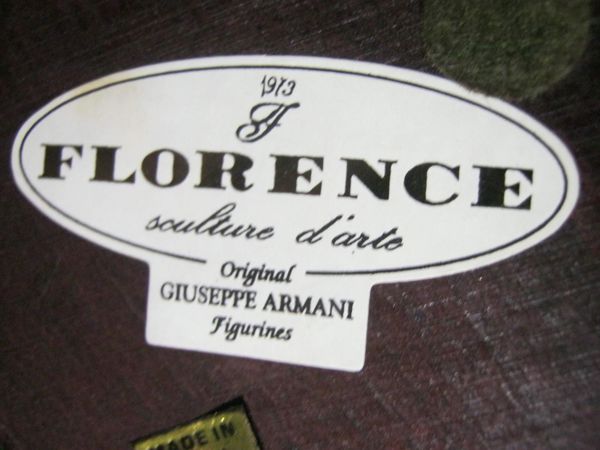 1973
F
FLORENCE
sculture d'arte
Original
GIUSEPPE ARMANI
Figurines
MADE IN